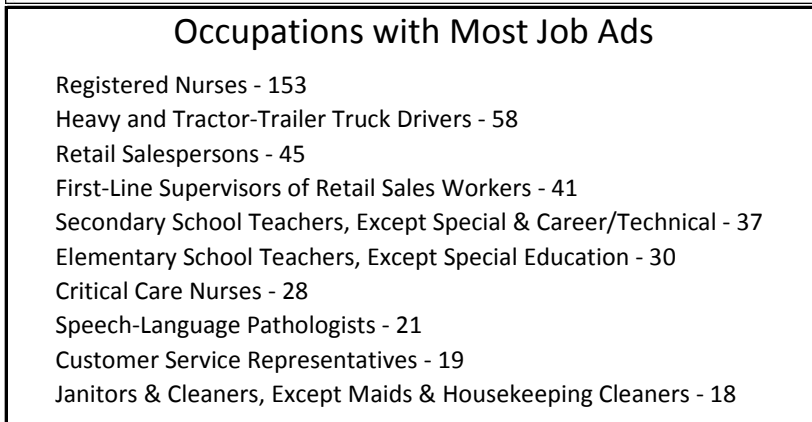 Occupations with Most Job Ads
Registered Nurses - 153
Heavy and Tractor-Trailer Truck Drivers - 58
Retail Salespersons - 45
First-Line Supervisors of Retail Sales Workers - 41
Secondary School Teachers, Except Special & Career/Technical - 37
Elementary School Teachers, Except Special Education - 30
Critical Care Nurses - 28
Speech-Language Pathologists - 21
Customer Service Representatives - 19
Janitors & Cleaners, Except Maids & Housekeeping Cleaners - 18